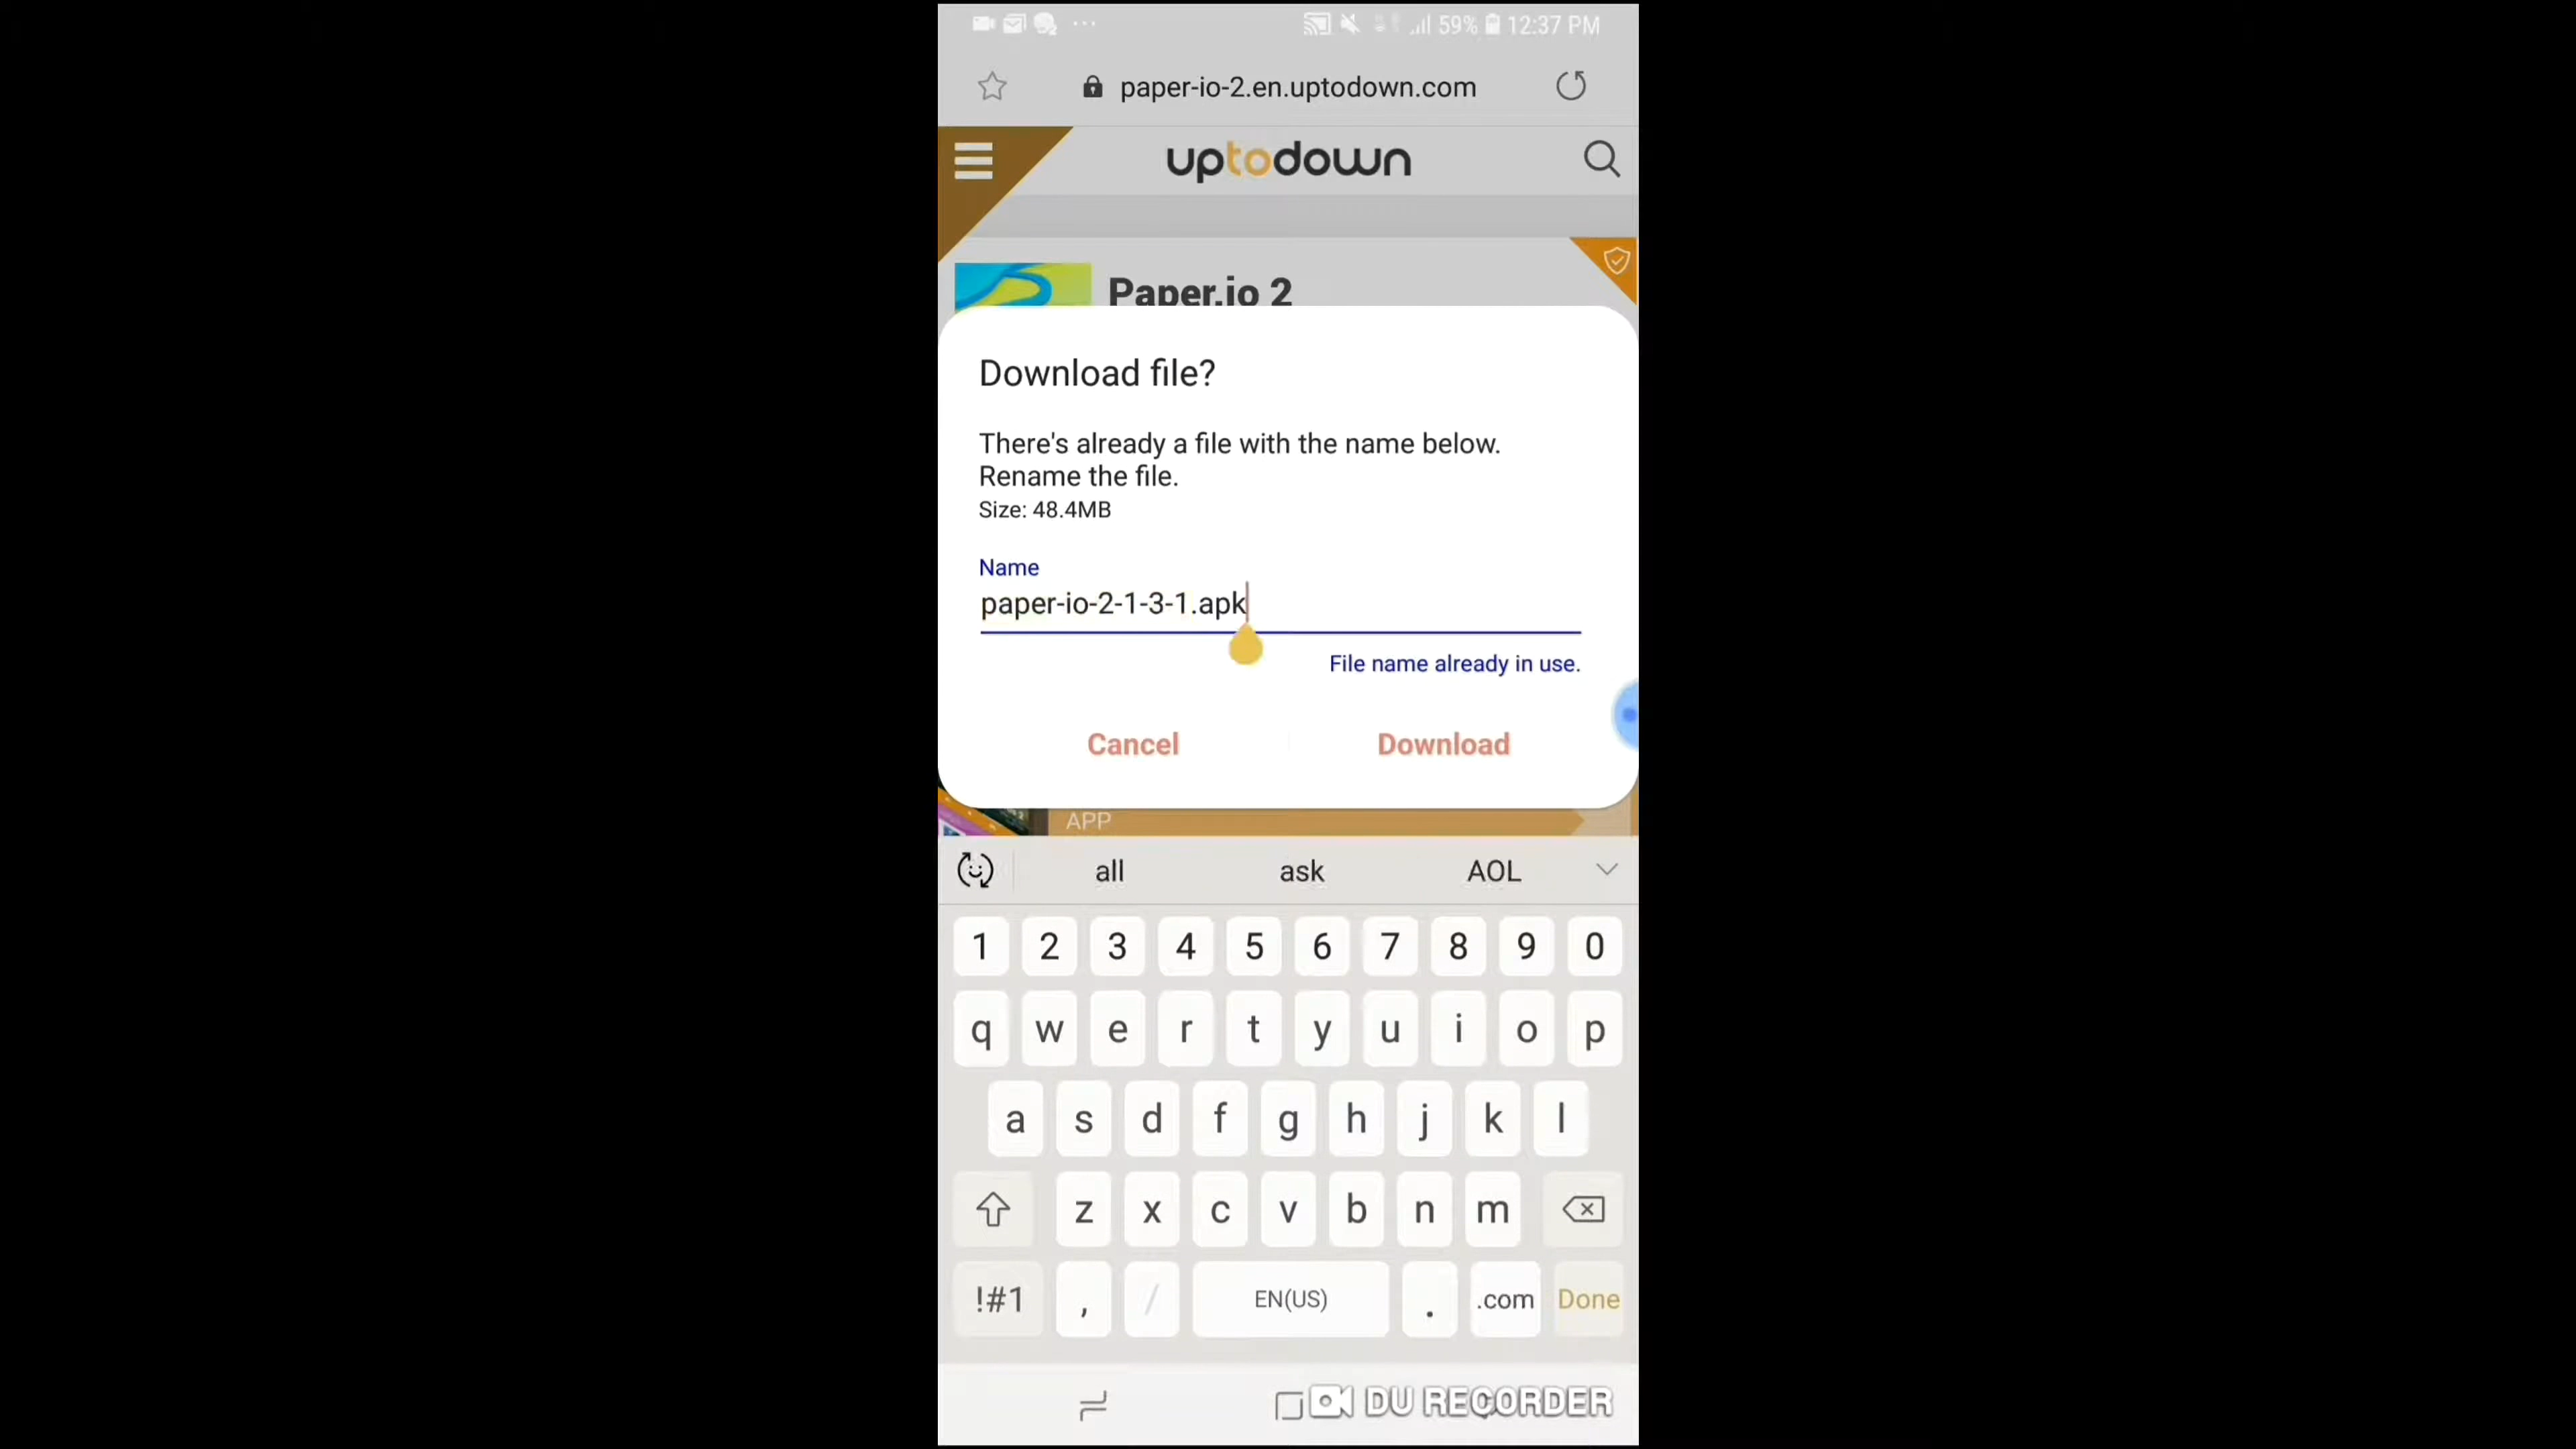 59% 12:37 PM
paper-io-2.en.uptodown.com
uptodown
Paper.io 2
Download file?
There's already a file with the name below.
Rename the file.
Size: 48.4MB
Name
paper-io-2-1-3-1.apk
File name already in use.
Cancel Download
APP
all ask AOL
1 2 3 4 5 6 7 8 9 0
q w e r t y u i o p
a s d f g h j k l
z x c v b n m
!#1 , / EN(US) . .com Done
DU RECORDER